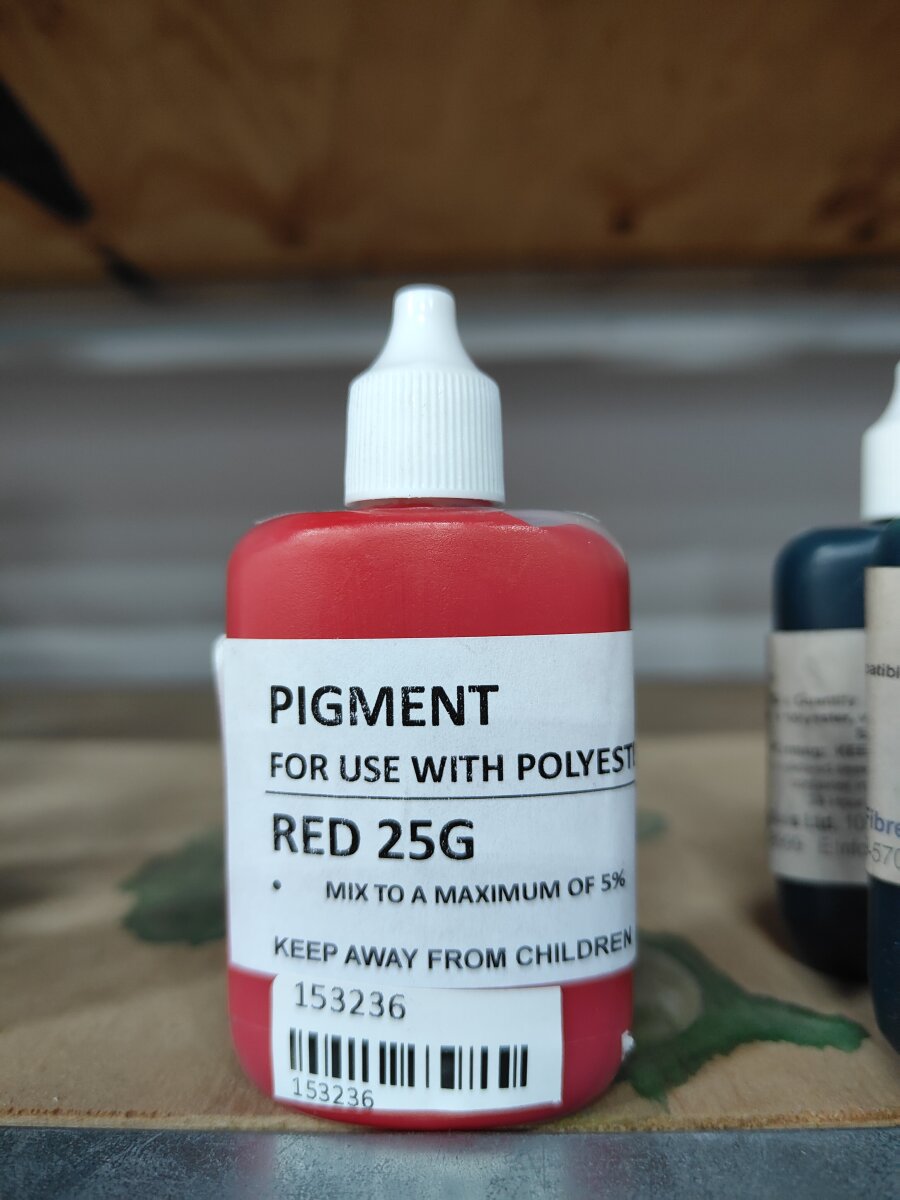 PIGMENT
FOR USE WITH POLYEST
RED 25G
• MIX TO A MAXIMUM OF 5%
KEEP AWAY FROM CHILDREN
153236
153236